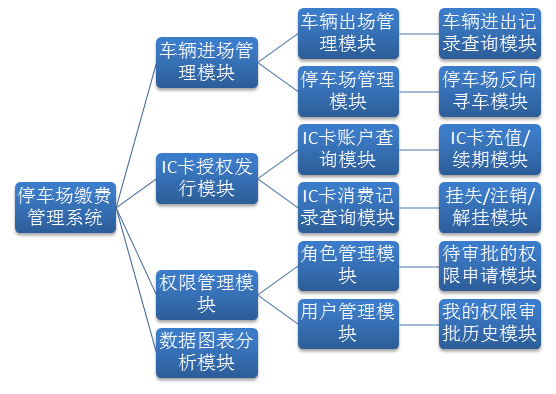 停车场缴费
管理系统
车辆进场管
理模块
车辆出场管
理模块
车辆进出记
录查询模块
停车场管理
模块
停车场反向
寻车模块
IC卡授权发
行模块
IC卡账户查
询模块
IC卡充值/
续期模块
IC卡消费记
录查询模块
挂失/注销/
解挂模块
权限管理模
块
角色管理模
块
待审批的权
限申请模块
用户管理模
块
我的权限审
批历史模块
数据图表分
析模块